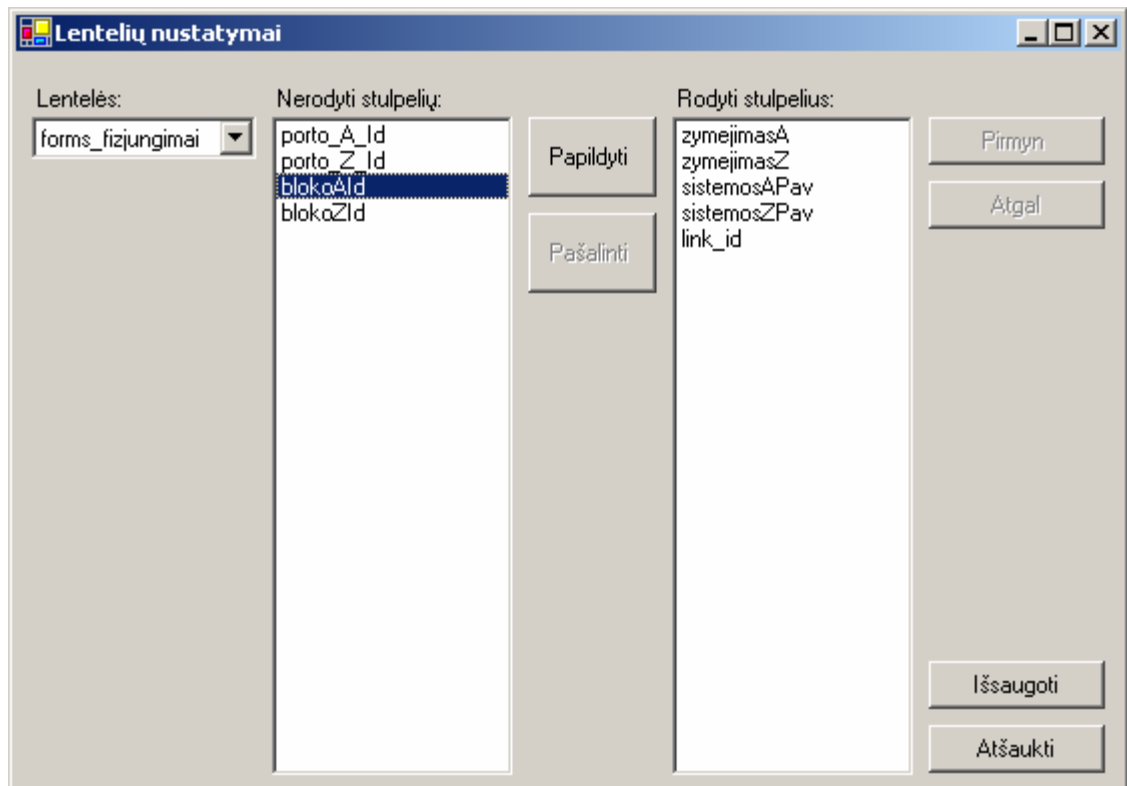 Lentelių nustatymai
Lentelės:
forms_fizjungimai
Nerodyti stulpelių:
porto_A_Id
porto_Z_Id
blokoAId
blokoZId
Papildyti
Pašalinti
Rodyti stulpelius:
zymejimasA
zymejimasZ
sistemosAPav
sistemosZPav
link_id
Pirmyn
Atgal
Išsaugoti
Atšaukti